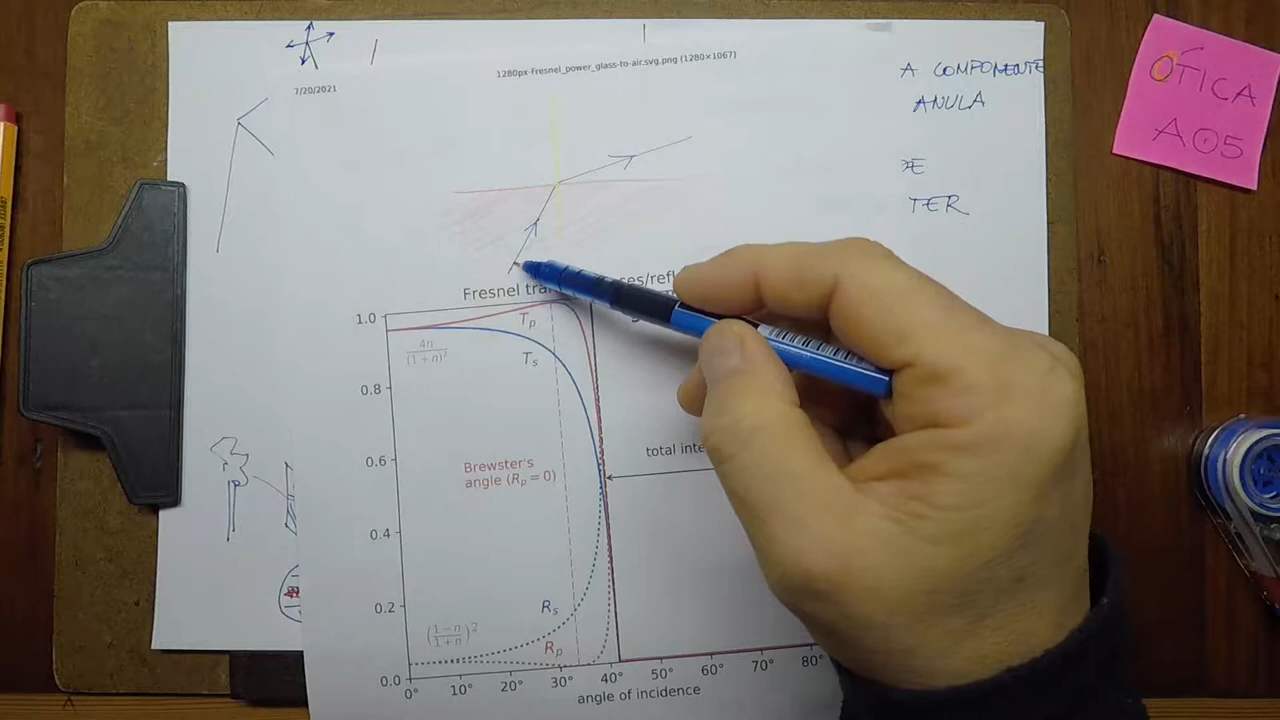 1280px-Fresnel_power_glass-to-air.svg.png (1280×1067)
7/20/2021
A COMPONENTE
ANULA
TER
ÓTICA
A05
Fresnel
1.0
0.8
0.6
0.4
0.2
0.0
Tp
Ts
4n
(1+n)²
Brewster's
angle (Rp = 0)
total
Rs
Rp
(1−n / 1+n)²
0° 10° 20° 30° 40° 50° 60° 70° 80°
angle of incidence